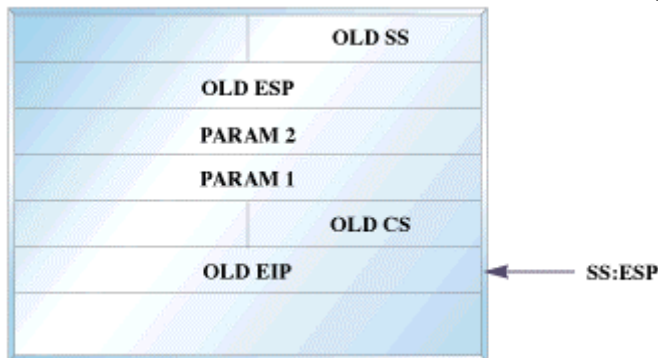 OLD SS
OLD ESP
PARAM 2
PARAM 1
OLD CS
OLD EIP
SS:ESP